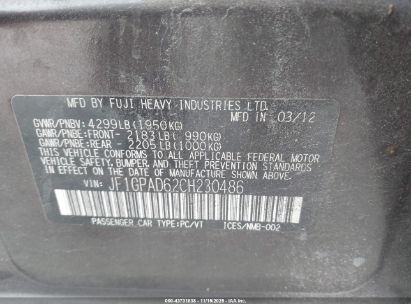 MFD BY FUJI HEAVY INDUSTRIES LTD. 03/12
GVWR/PNBV: 4299LB(1950KG)
GAWR/PNBE:FRONT- 2183LB( 990KG)
GAWR/PNBE:REAR - 2205LB(1000KG)
THIS VEHICLE CONFORMS TO ALL APPLICABLE FEDERAL MOTOR
VEHICLE SAFETY, BUMPER, AND THEFT PREVENTION STANDARDS
IN EFFECT ON THE DATE OF MANUFACTURE SHOWN ABOVE.
VIN: JF1GPAD62CH230486
PASSENGER CAR TYPE:PC/VT ICES/NMB-002